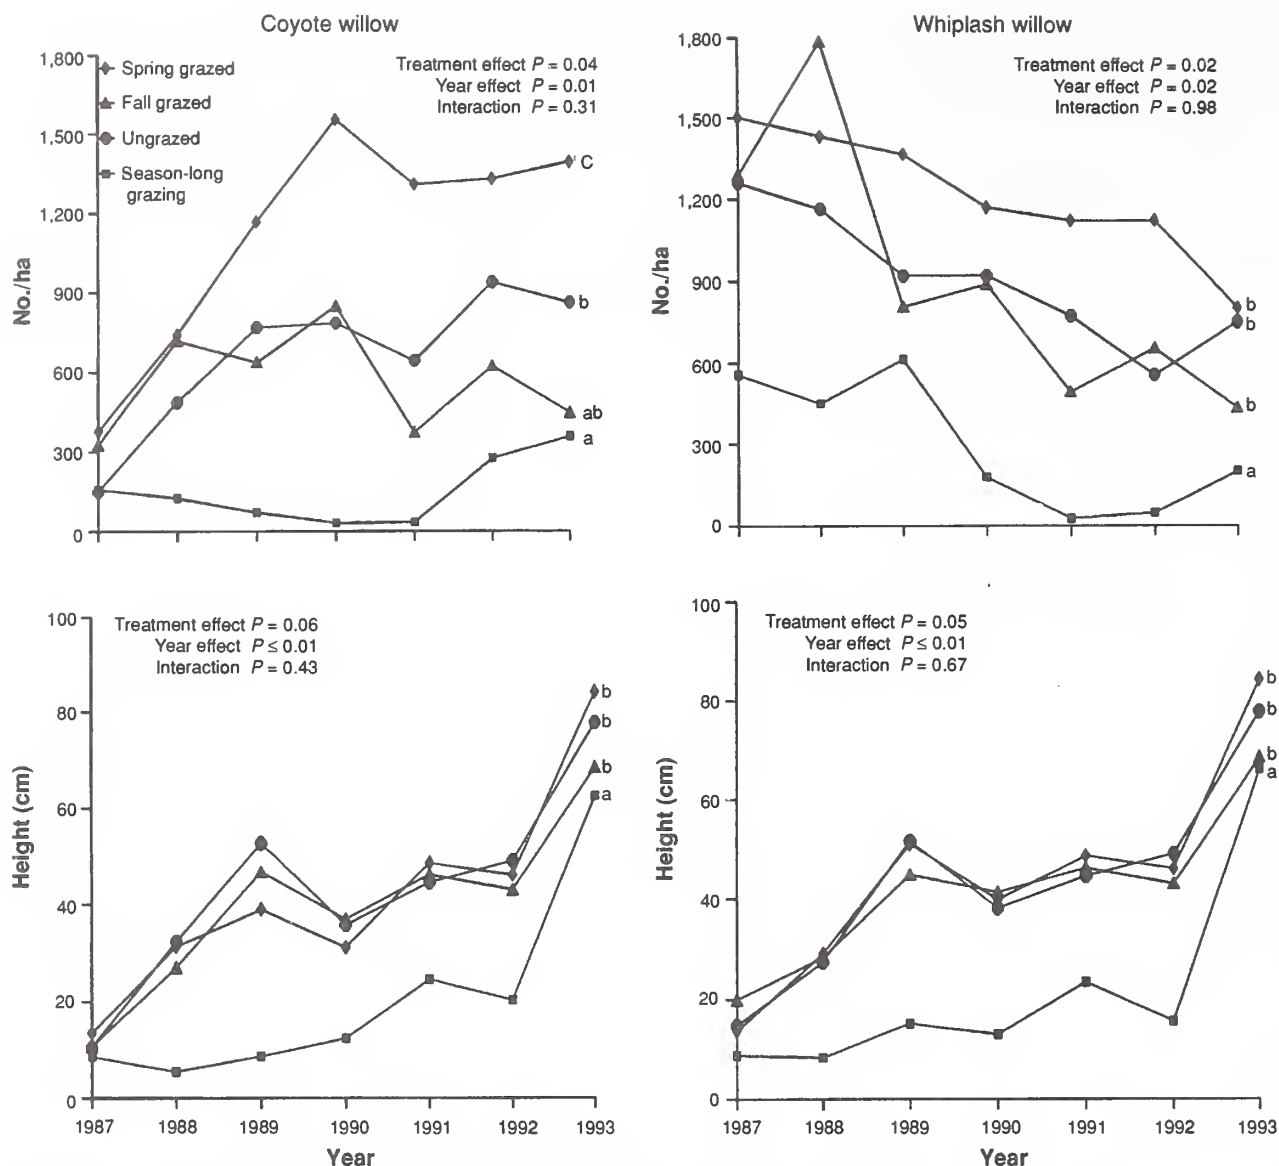 Coyote willow
1,800
1,500
1,200
900
600
300
0
No./ha
Spring grazed
Fall grazed
Ungrazed
Season-long
grazing
Treatment effect P = 0.04
Year effect P = 0.01
Interaction P = 0.31
C
b
ab
a
Whiplash willow
1,800
1,500
1,200
900
600
300
0
No./ha
Treatment effect P = 0.02
Year effect P = 0.02
Interaction P = 0.98
b
b
b
a
100
80
60
40
20
0
Height (cm)
Treatment effect P = 0.06
Year effect P ≤ 0.01
Interaction P = 0.43
b
b
b
a
1987 1988 1989 1990 1991 1992 1993
Year
100
80
60
40
20
0
Height (cm)
Treatment effect P = 0.05
Year effect P ≤ 0.01
Interaction P = 0.67
b
b
b
a
1987 1988 1989 1990 1991 1992 1993
Year